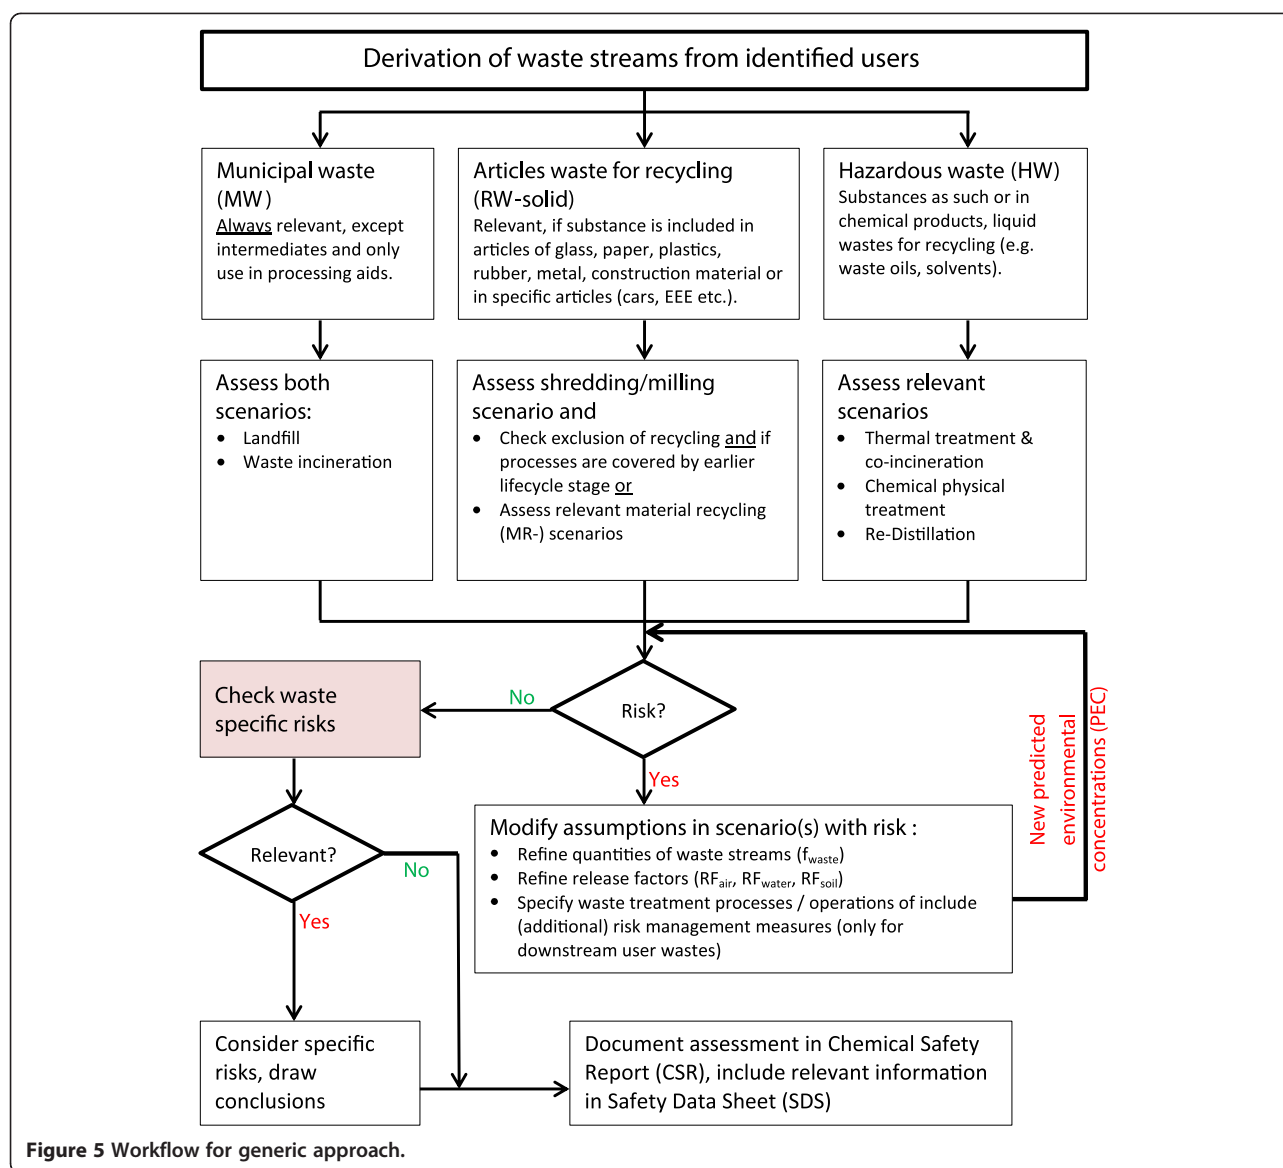 Derivation of waste streams from identified users
Municipal waste
(MW)
Always relevant, except
intermediates and only
use in processing aids.
Articles waste for recycling
(RW-solid)
Relevant, if substance is included in
articles of glass, paper, plastics,
rubber, metal, construction material or
in specific articles (cars, EEE etc.).
Hazardous waste (HW)
Substances as such or in
chemical products, liquid
wastes for recycling (e.g.
waste oils, solvents).
Assess both
scenarios:
• Landfill
• Waste incineration
Assess shredding/milling
scenario and
• Check exclusion of recycling and if
processes are covered by earlier
lifecycle stage or
• Assess relevant material recycling
(MR-) scenarios
Assess relevant
scenarios
• Thermal treatment &
co-incineration
• Chemical physical
treatment
• Re-Distillation
Check waste
specific risks
No
Risk?
Yes
New predicted
environmental
concentrations (PEC)
Modify assumptions in scenario(s) with risk :
• Refine quantities of waste streams (fwaste)
• Refine release factors (RFair, RFwater, RFsoil)
• Specify waste treatment processes / operations of include
(additional) risk management measures (only for
downstream user wastes)
Relevant?
No
Yes
Consider specific
risks, draw
conclusions
Document assessment in Chemical Safety
Report (CSR), include relevant information
in Safety Data Sheet (SDS)
Figure 5 Workflow for generic approach.